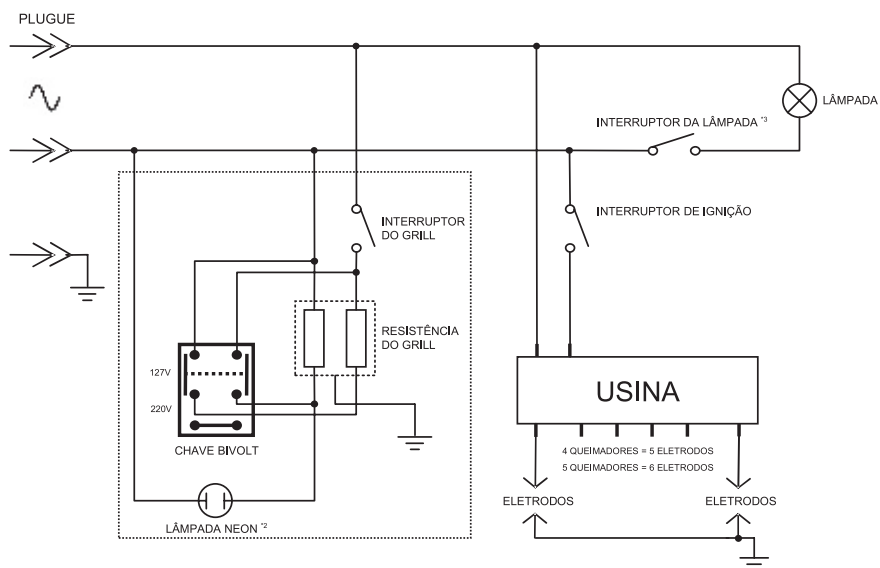 PLUGUE
LÂMPADA
INTERRUPTOR DA LÂMPADA *3
INTERRUPTOR
DO GRILL
INTERRUPTOR DE IGNIÇÃO
RESISTÊNCIA
DO GRILL
127V
220V
CHAVE BIVOLT
USINA
4 QUEIMADORES = 5 ELETRODOS
5 QUEIMADORES = 6 ELETRODOS
ELETRODOS
ELETRODOS
LÂMPADA NEON *2